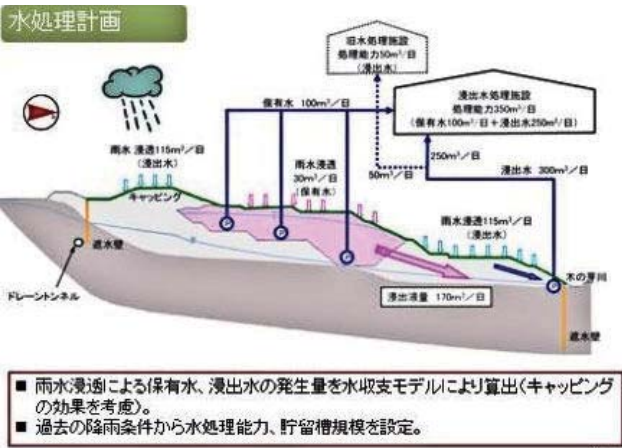 水処理計画
旧水処理施設
処理能力50m³/日
(浸出水)
浸出水処理施設
処理能力350m³/日
(保有水100m³/日+浸出水250m³/日)
保有水 100m³/日
雨水 浸透115m³/日
(浸出水)
キャッピング
雨水浸透
30m³/日
(保有水)
50m³/日
250m³/日
浸出水 300m³/日
雨水浸透115m³/日
(浸出水)
遮水壁
ドレーントンネル
浸出液量 170m³/日
木の芽川
遮水壁
■ 雨水浸透による保有水、浸出水の発生量を水収支モデルにより算出(キャッピング
の効果を考慮)。
■ 過去の降雨条件から水処理能力、貯留槽規模を設定。